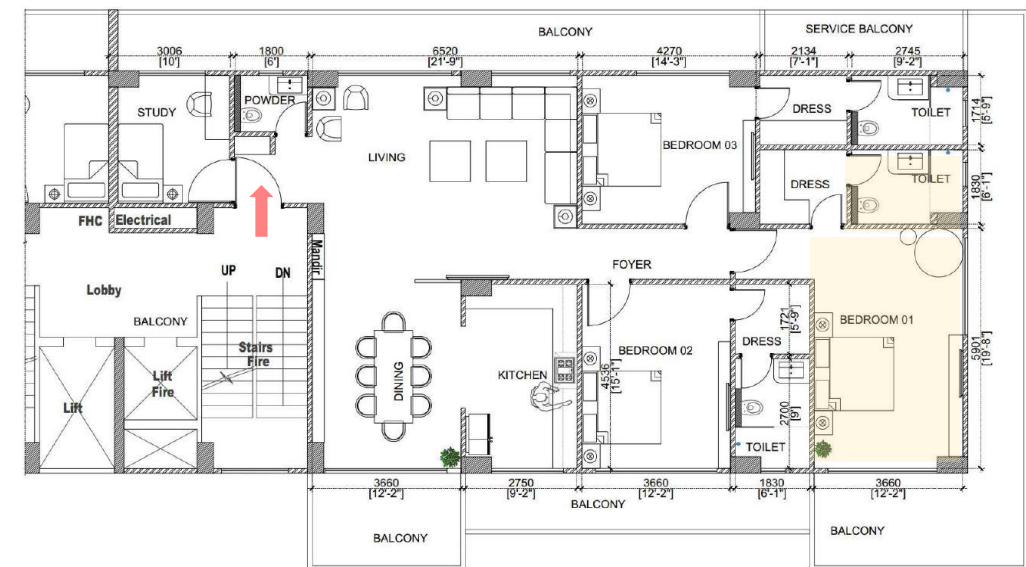 BALCONY
SERVICE BALCONY
3006
[10']
1800
[6']
6520
[21'-9"]
4270
[14'-3"]
2134
[7'-1"]
2745
[9'-2"]
STUDY
POWDER
LIVING
BEDROOM 03
DRESS
TOILET
1714
[5'-9"]
DRESS
TOILET
1830
[6'-1"]
FHC
Electrical
Mandir
UP
DN
FOYER
Lobby
BALCONY
Stairs
Fire
Lift
Fire
Lift
DINING
KITCHEN
BEDROOM 02
4536
[15'-1"]
DRESS
1721
[5'-9"]
2700
[9']
TOILET
BEDROOM 01
5901
[19'-8"]
3660
[12'-2"]
2750
[9'-2"]
3660
[12'-2"]
1830
[6'-1"]
3660
[12'-2"]
BALCONY
BALCONY
BALCONY